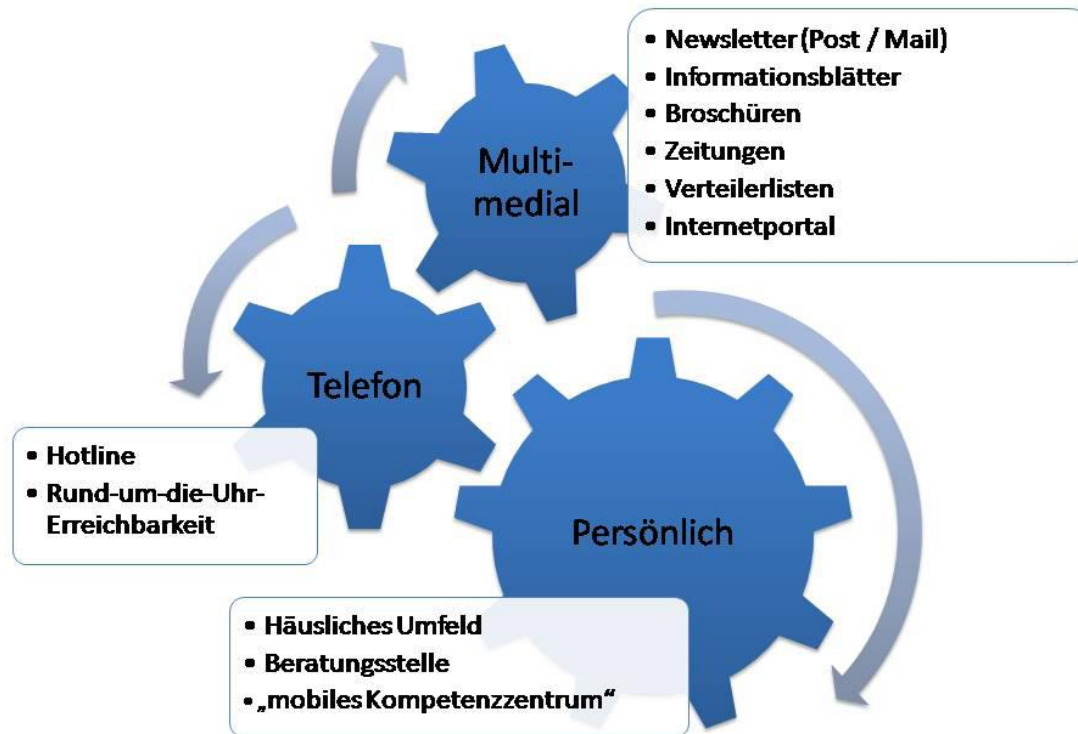 Multi-
medial
• Newsletter (Post / Mail)
• Informationsblätter
• Broschüren
• Zeitungen
• Verteilerlisten
• Internetportal
Telefon
• Hotline
• Rund-um-die-Uhr-
Erreichbarkeit
Persönlich
• Häusliches Umfeld
• Beratungsstelle
• „mobiles Kompetenzzentrum“